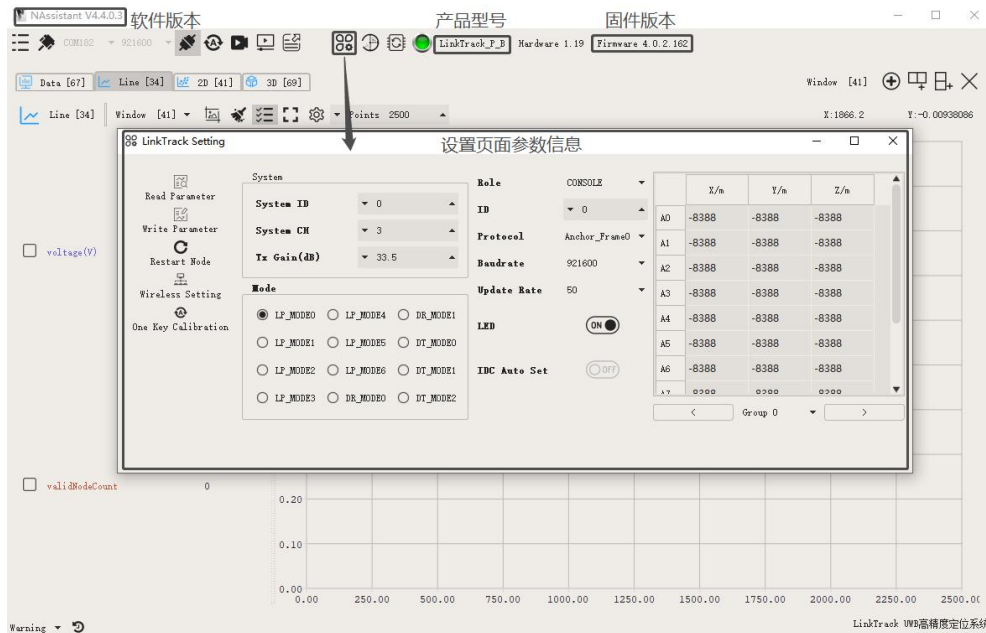 NAssistant V4.4.0.3 软件版本 产品型号 固件版本
COM182 921600 LinkTrack_P_B Hardware 1.19 Firmware 4.0.2.162
Data [67] Line [34] 2D [41] 3D [69] Window [41]
Line [34] Window [41] Points 2500 X:1866.2 Y:-0.00938086
LinkTrack Setting 设置页面参数信息
Read Parameter
Write Parameter
Restart Node
Wireless Setting
One Key Calibration
System
System ID 0
System CH 3
Tx Gain(dB) 33.5
Mode
LP_MODE0 LP_MODE4 DR_MODE1
LP_MODE1 LP_MODE5 DT_MODE0
LP_MODE2 LP_MODE6 DT_MODE1
LP_MODE3 DR_MODE0 DT_MODE2
Role CONSOLE
ID 0
Protocol Anchor_Frame0
Baudrate 921600
Update Rate 50
LED ON
IDC Auto Set OFF
X/m Y/m Z/m
A0 -8388 -8388 -8388
A1 -8388 -8388 -8388
A2 -8388 -8388 -8388
A3 -8388 -8388 -8388
A4 -8388 -8388 -8388
A5 -8388 -8388 -8388
A6 -8388 -8388 -8388
A7 -8388 -8388 -8388
< Group 0 >
voltage(V)
validNodeCount 0
0.20
0.10
0.00
0.00 250.00 500.00 750.00 1000.00 1250.00 1500.00 1750.00 2000.00 2250.00 2500.0
Warning LinkTrack UWB高精度定位系统